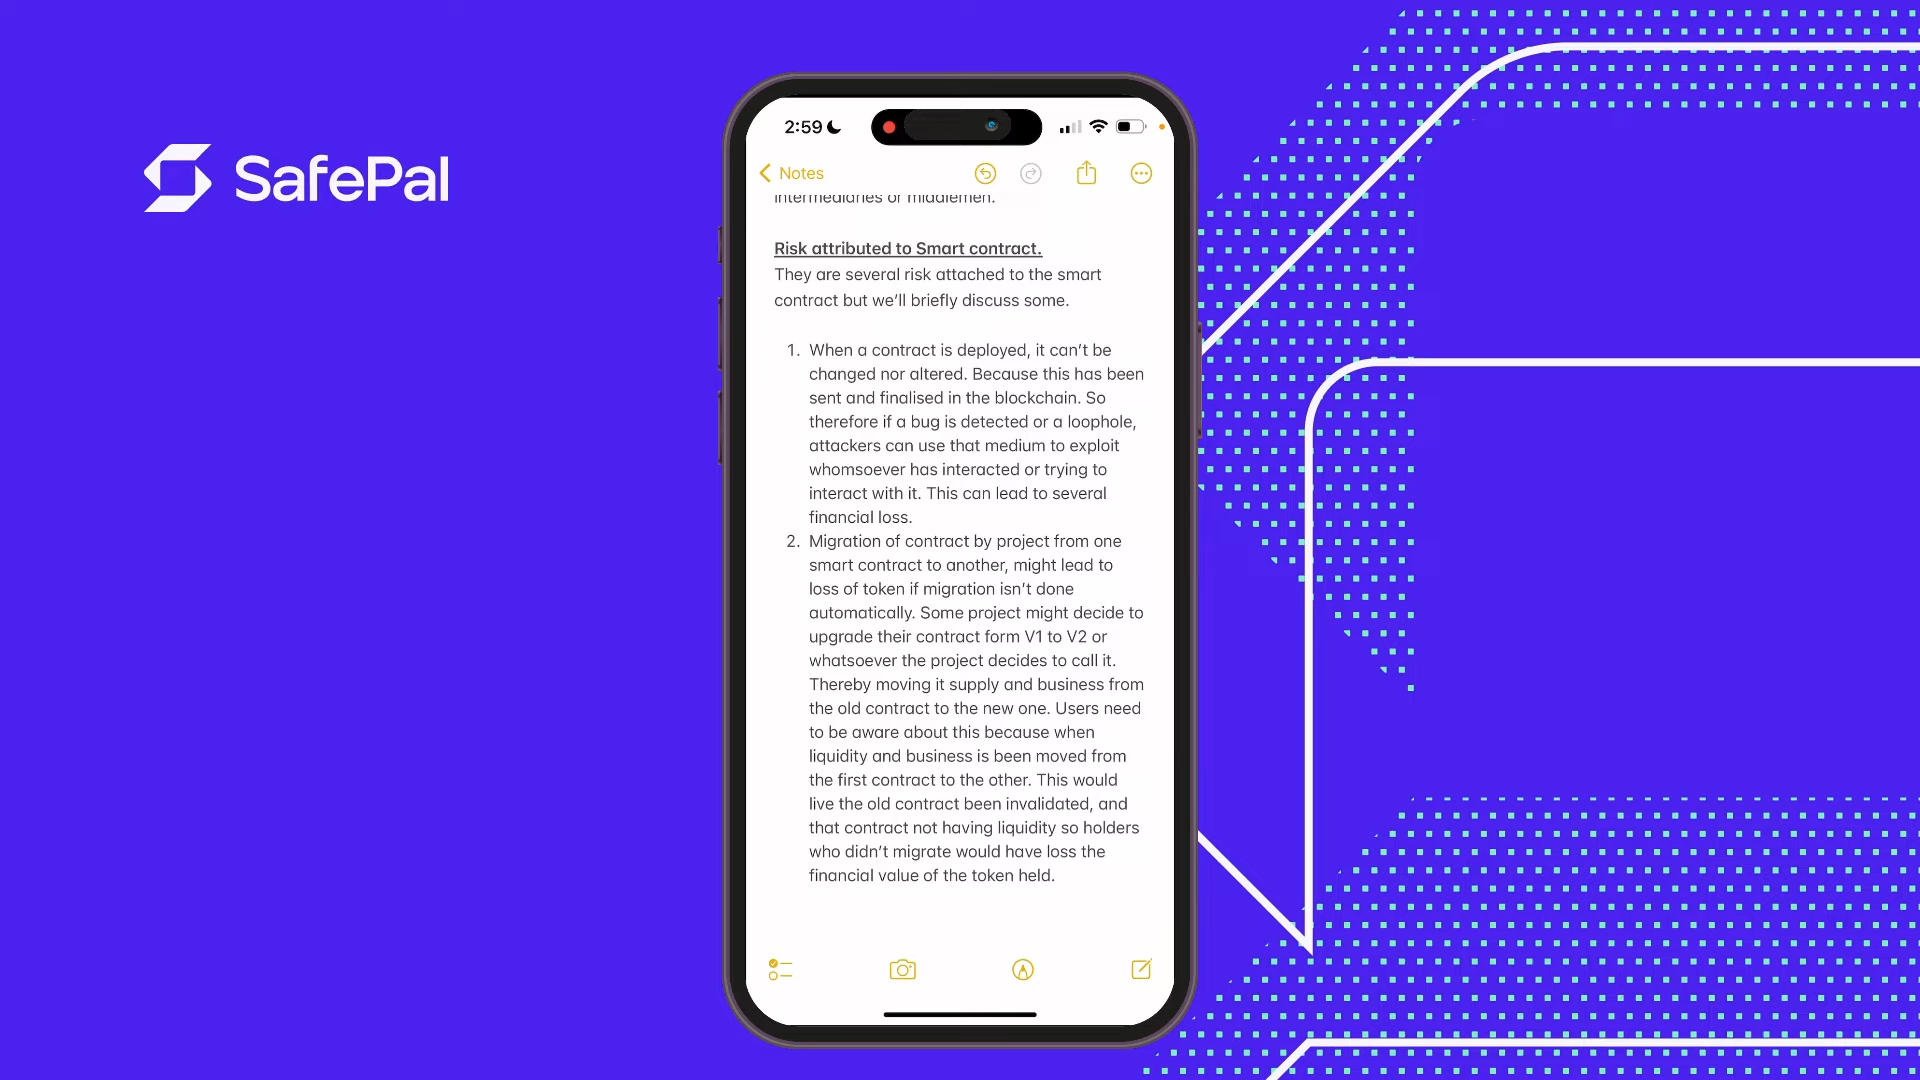 SafePal
2:59
Notes
intermediaries or middlemen.
Risk attributed to Smart contract.
They are several risk attached to the smart
contract but we'll briefly discuss some.
1. When a contract is deployed, it can't be
changed nor altered. Because this has been
sent and finalised in the blockchain. So
therefore if a bug is detected or a loophole,
attackers can use that medium to exploit
whomsoever has interacted or trying to
interact with it. This can lead to several
financial loss.
2. Migration of contract by project from one
smart contract to another, might lead to
loss of token if migration isn't done
automatically. Some project might decide to
upgrade their contract form V1 to V2 or
whatsoever the project decides to call it.
Thereby moving it supply and business from
the old contract to the new one. Users need
to be aware about this because when
liquidity and business is been moved from
the first contract to the other. This would
live the old contract been invalidated, and
that contract not having liquidity so holders
who didn't migrate would have loss the
financial value of the token held.